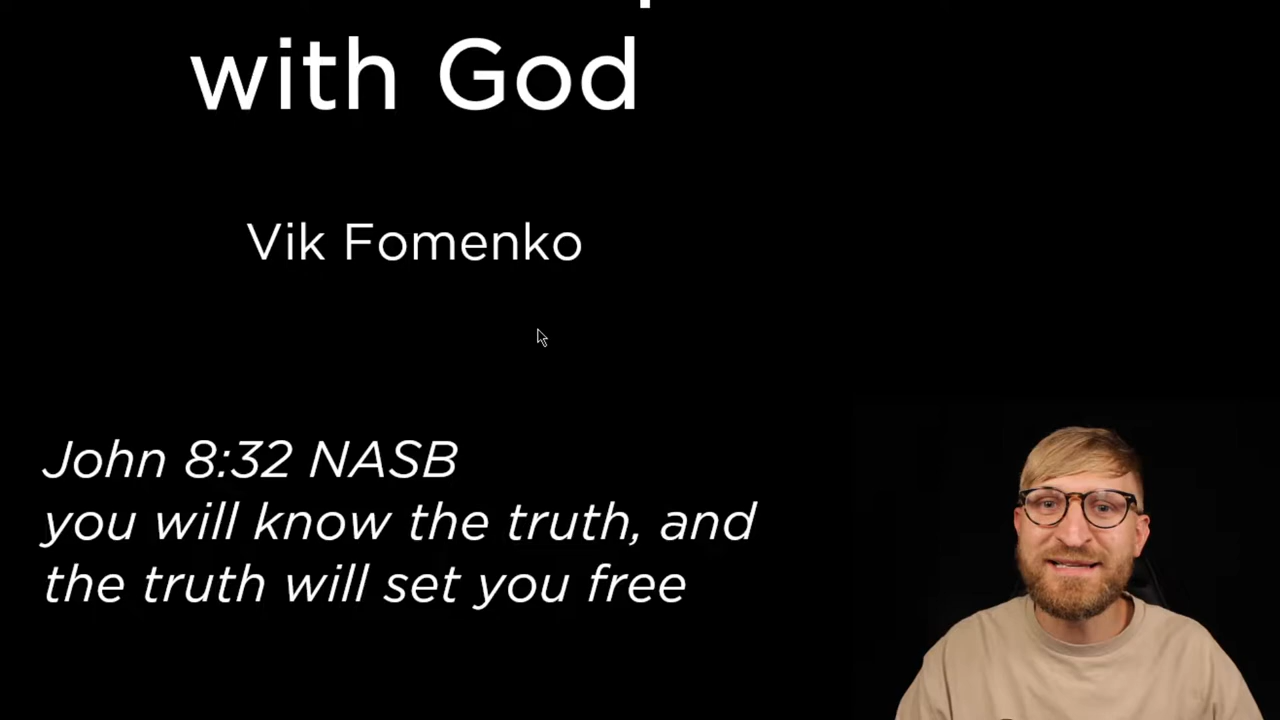 with God
Vik Fomenko
John 8:32 NASB
you will know the truth, and
the truth will set you free